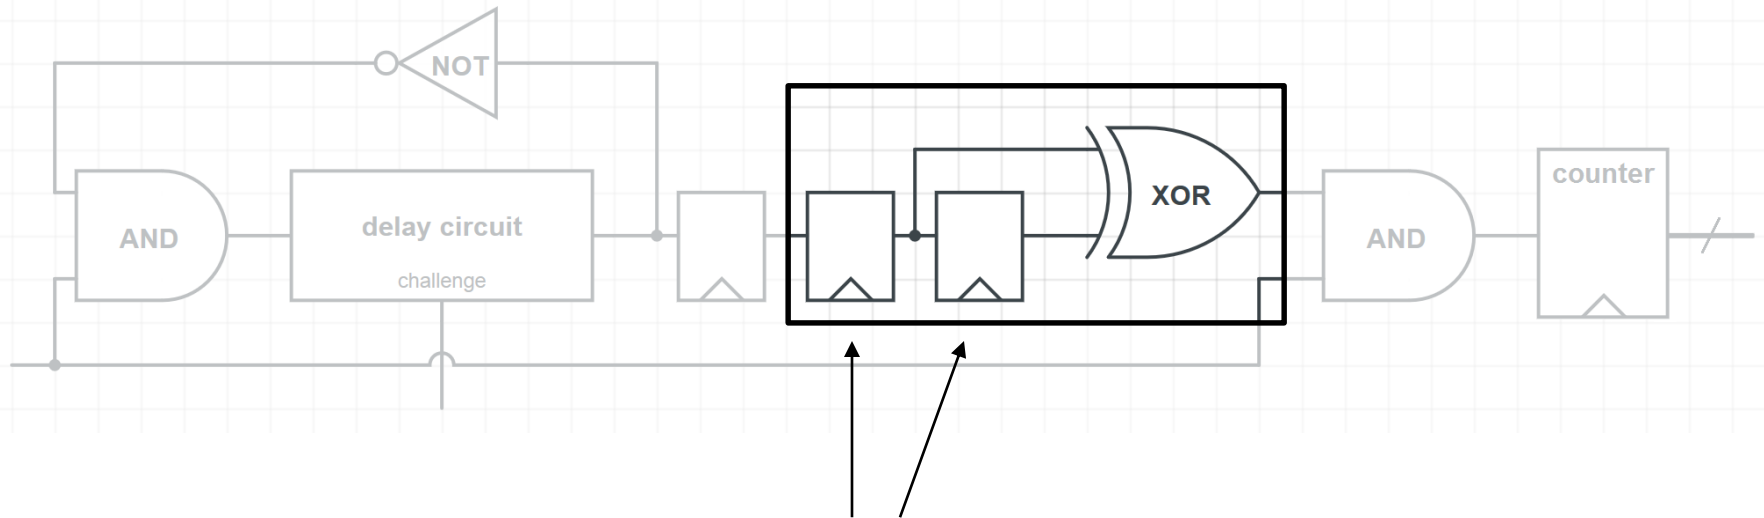 NOT
AND
delay circuit
challenge
XOR
AND
counter